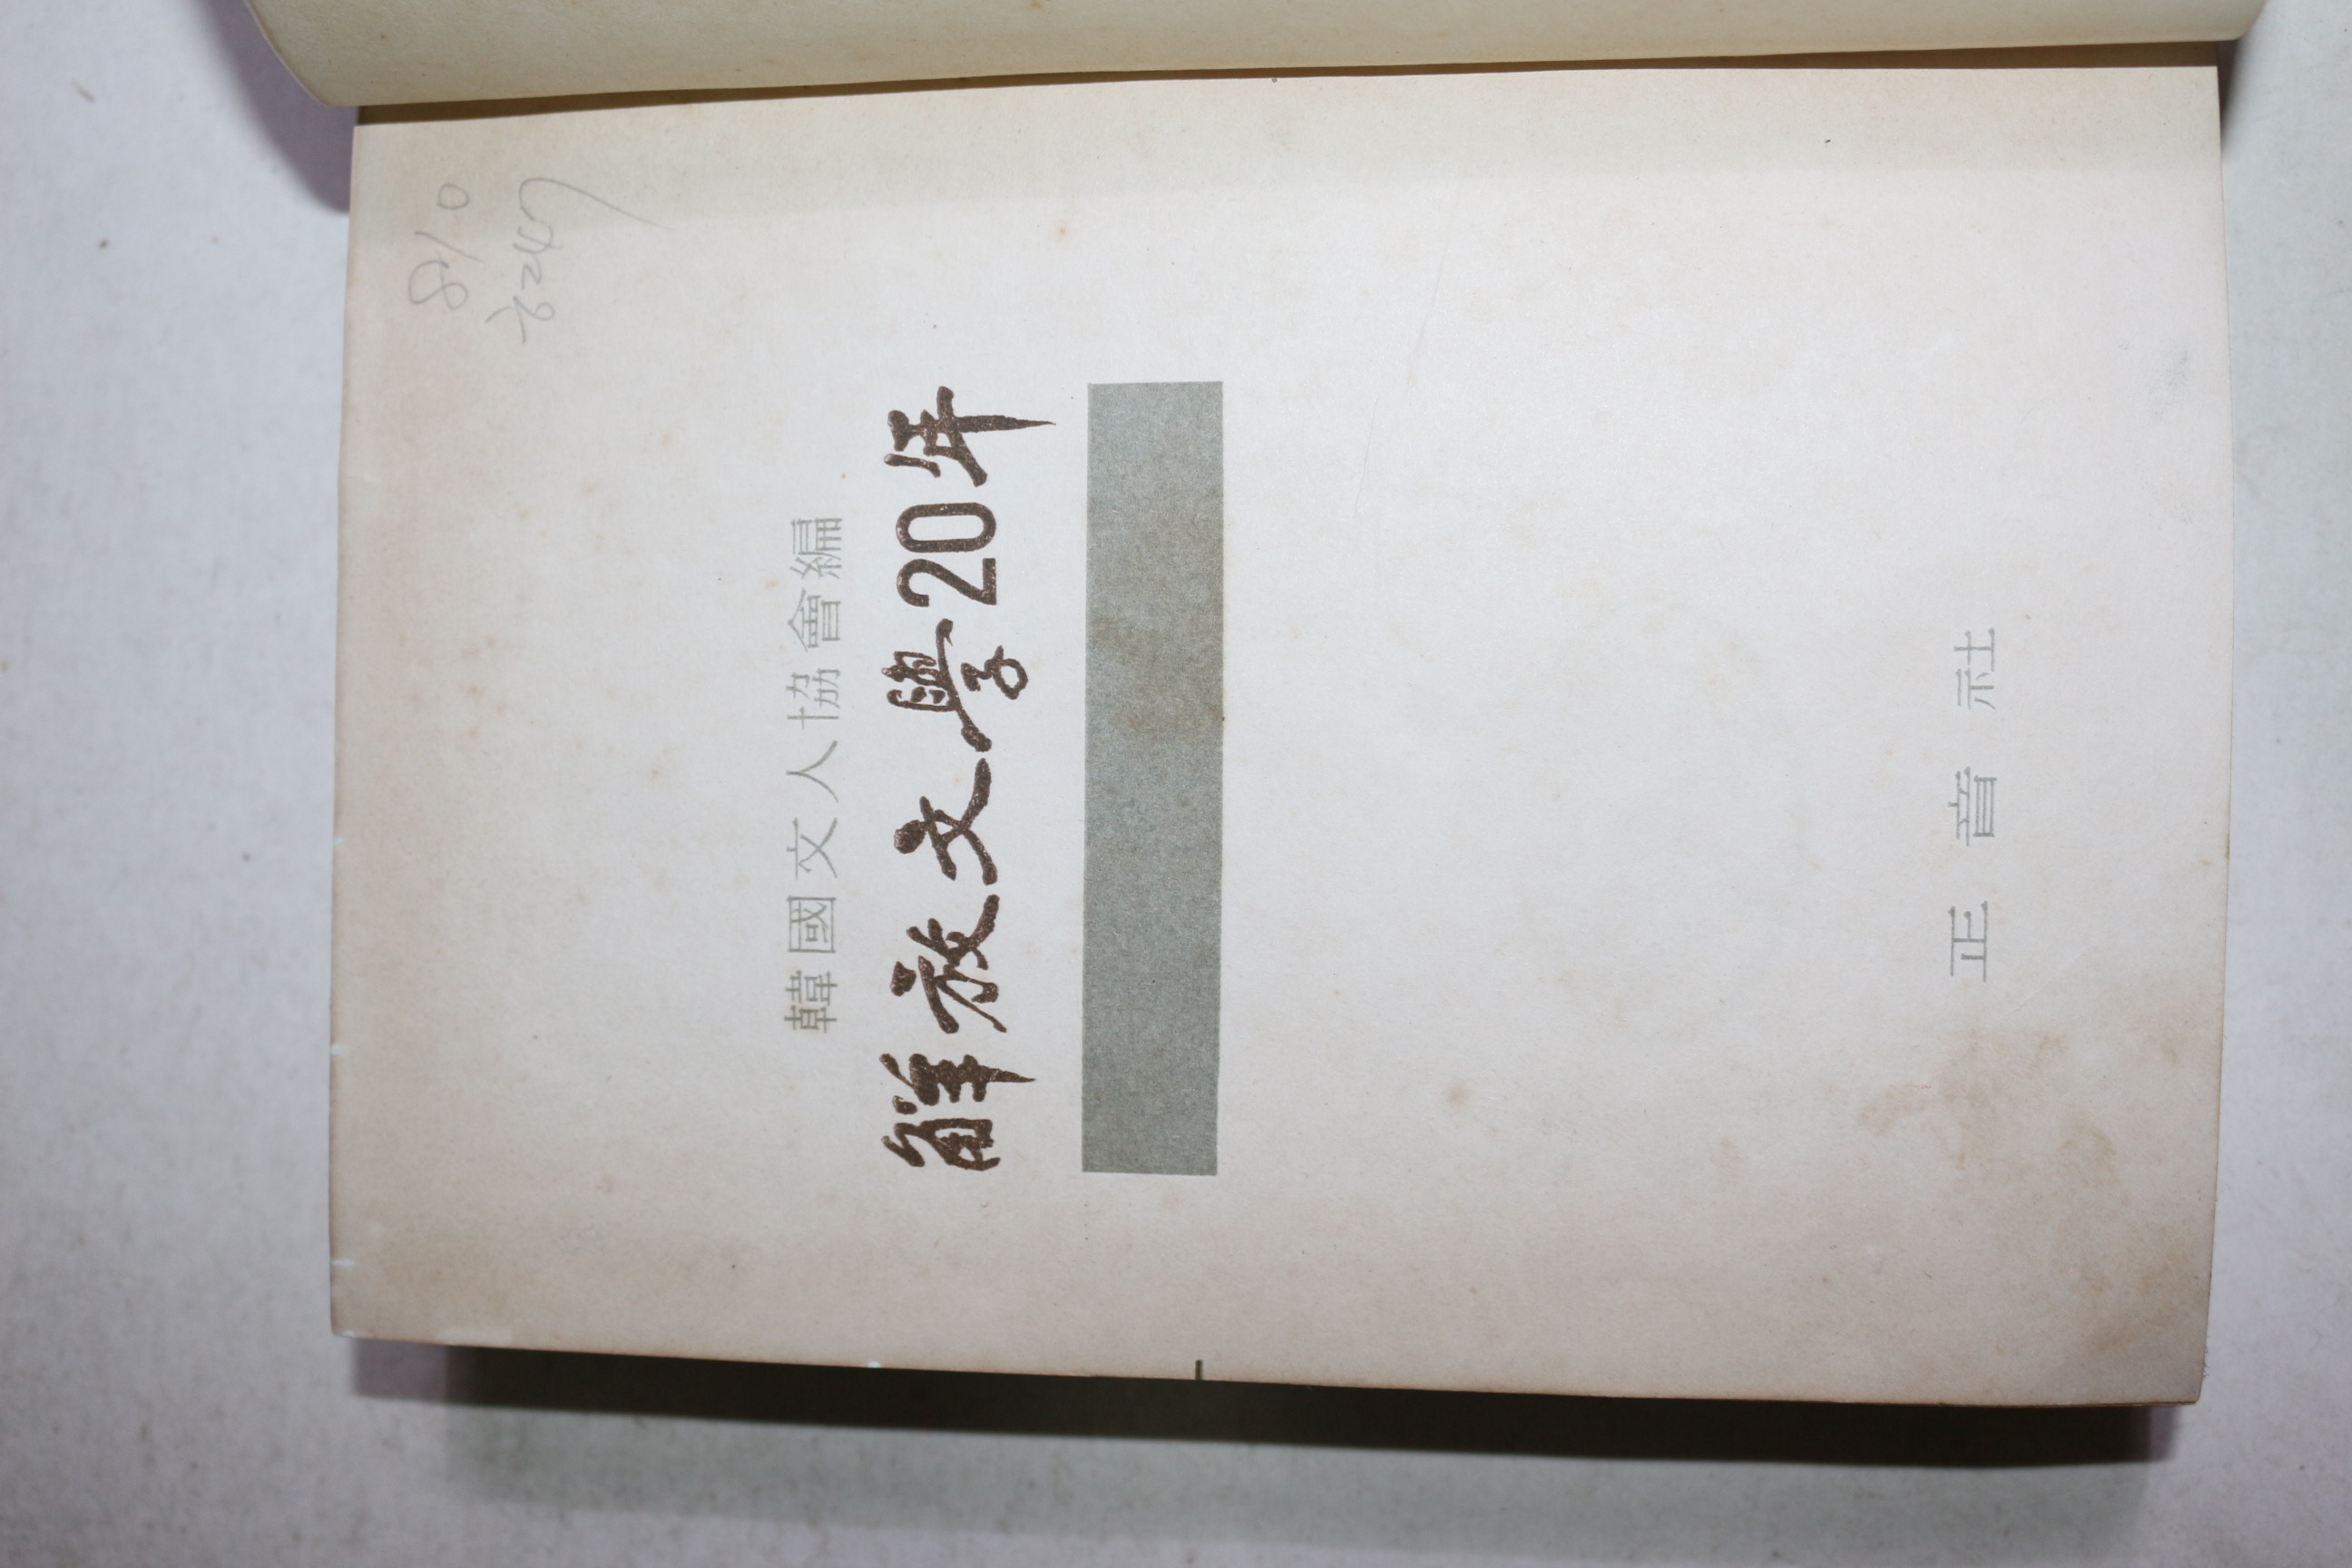 韓國文人協會編
解放文學20年
正音社